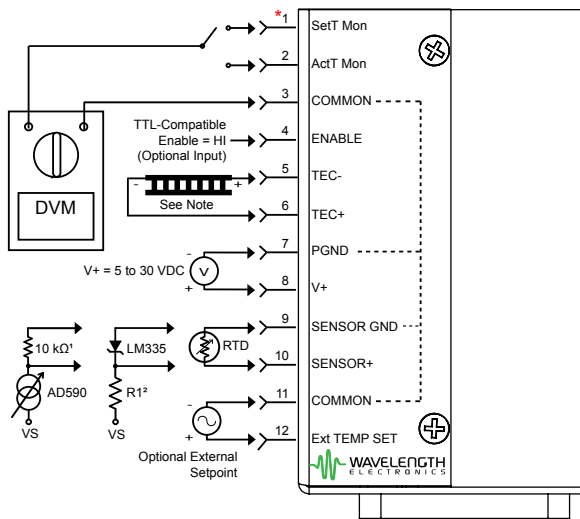 *1 SetT Mon
2 ActT Mon
3 COMMON
TTL-Compatible
Enable = HI
(Optional Input)
4 ENABLE
5 TEC-
- +
See Note
6 TEC+
DVM
7 PGND
-
V+ = 5 to 30 VDC
V
+
8 V+
9 SENSOR GND
10 kΩ¹
LM335
RTD
10 SENSOR+
AD590
R1²
11 COMMON
-
VS
VS
+
12 Ext TEMP SET
Optional External
Setpoint
WAVELENGTH
ELECTRONICS